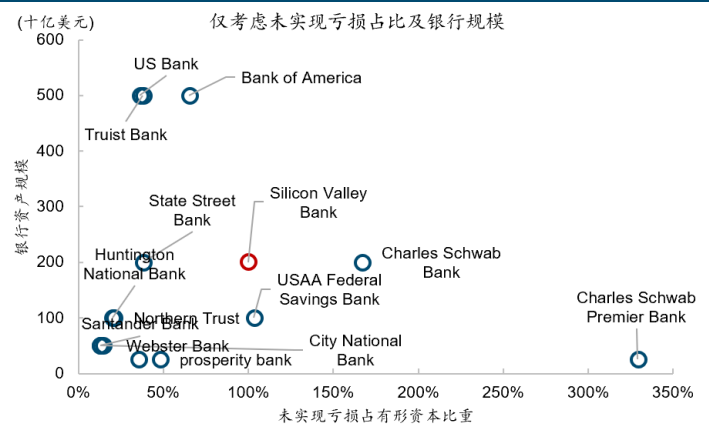 (十亿美元)
仅考虑未实现亏损占比及银行规模
600
500
400
300
200
100
0
银行资产规模
US Bank
Bank of America
Truist Bank
State Street
Bank
Silicon Valley
Bank
Huntington
National Bank
Charles Schwab
Bank
USAA Federal
Savings Bank
Charles Schwab
Premier Bank
Northern Trust
Santander Bank
Webster Bank
City National
Bank
prosperity bank
0%
50%
100%
150%
200%
250%
300%
350%
未实现亏损占有形资本比重